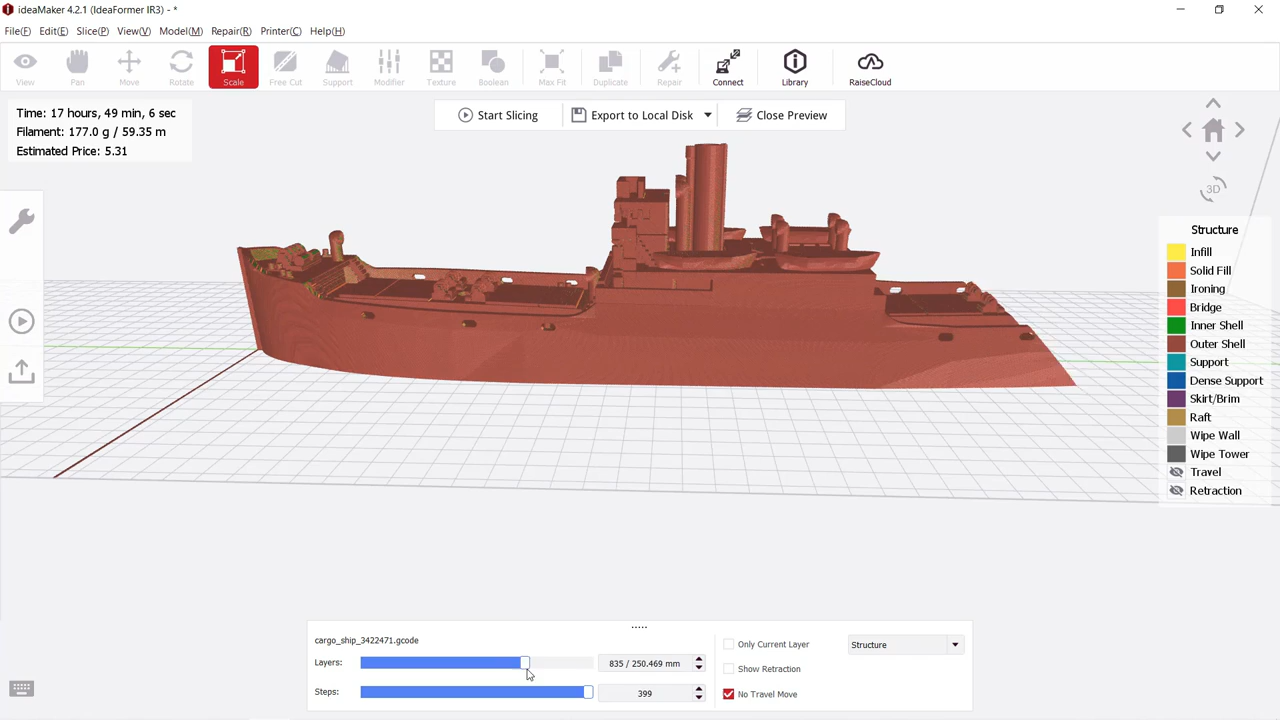 ideaMaker 4.2.1 (IdeaFormer IR3) - *
File(F) Edit(E) Slice(P) View(V) Model(M) Repair(R) Printer(C) Help(H)
View Pan Move Rotate Scale Free Cut Support Modifier Texture Boolean Max Fit Duplicate Repair Connect Library RaiseCloud
Time: 17 hours, 49 min, 6 sec
Filament: 177.0 g / 59.35 m
Estimated Price: 5.31
Start Slicing Export to Local Disk Close Preview
3D
Structure
Infill
Solid Fill
Ironing
Bridge
Inner Shell
Outer Shell
Support
Dense Support
Skirt/Brim
Raft
Wipe Wall
Wipe Tower
Travel
Retraction
cargo_ship_3422471.gcode
Layers: 835 / 250.469 mm
Steps: 399
Only Current Layer Structure
Show Retraction
No Travel Move